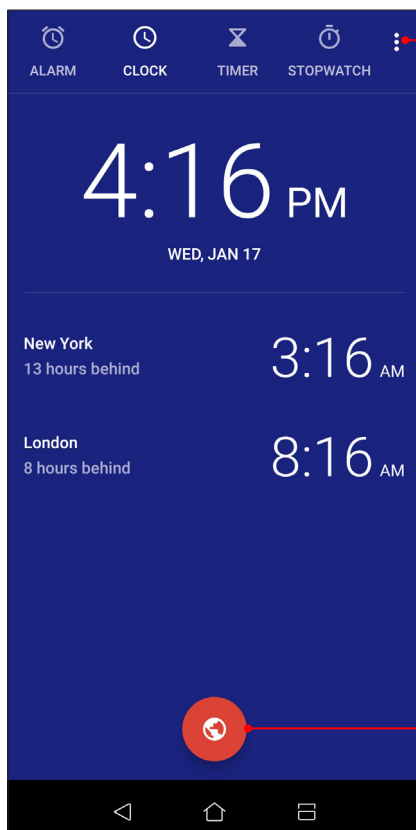 ALARM CLOCK TIMER STOPWATCH
4:16 PM
WED, JAN 17
New York
13 hours behind
3:16 AM
London
8 hours behind
8:16 AM